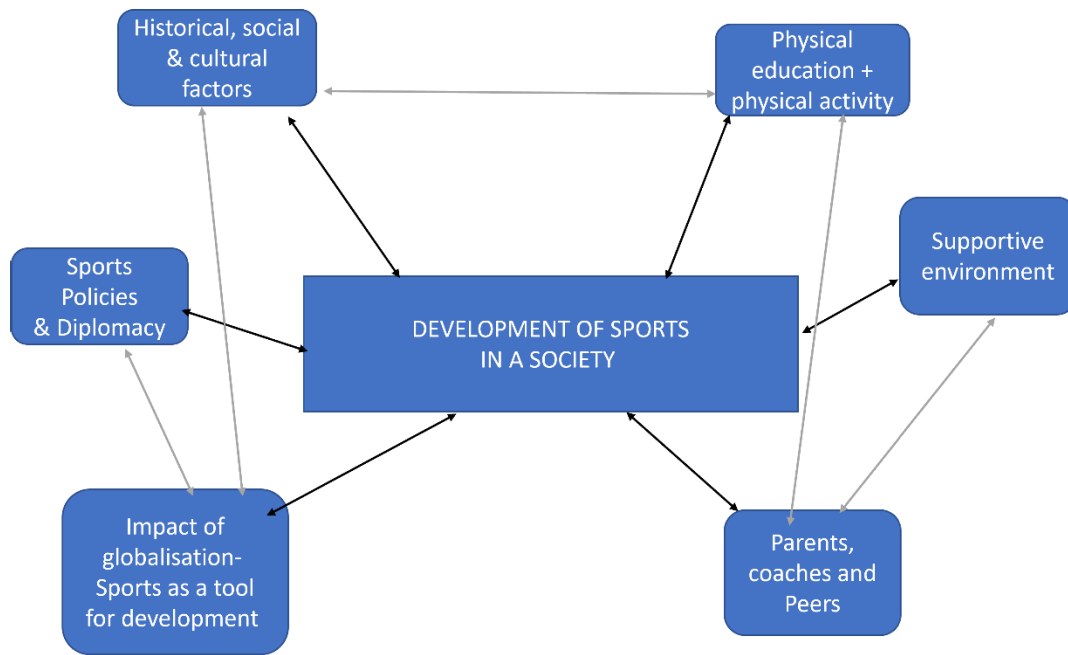 Historical, social
& cultural
factors
Physical
education +
physical activity
Sports
Policies
& Diplomacy
DEVELOPMENT OF SPORTS
IN A SOCIETY
Supportive
environment
Impact of
globalisation-
Sports as a tool
for development
Parents,
coaches and
Peers